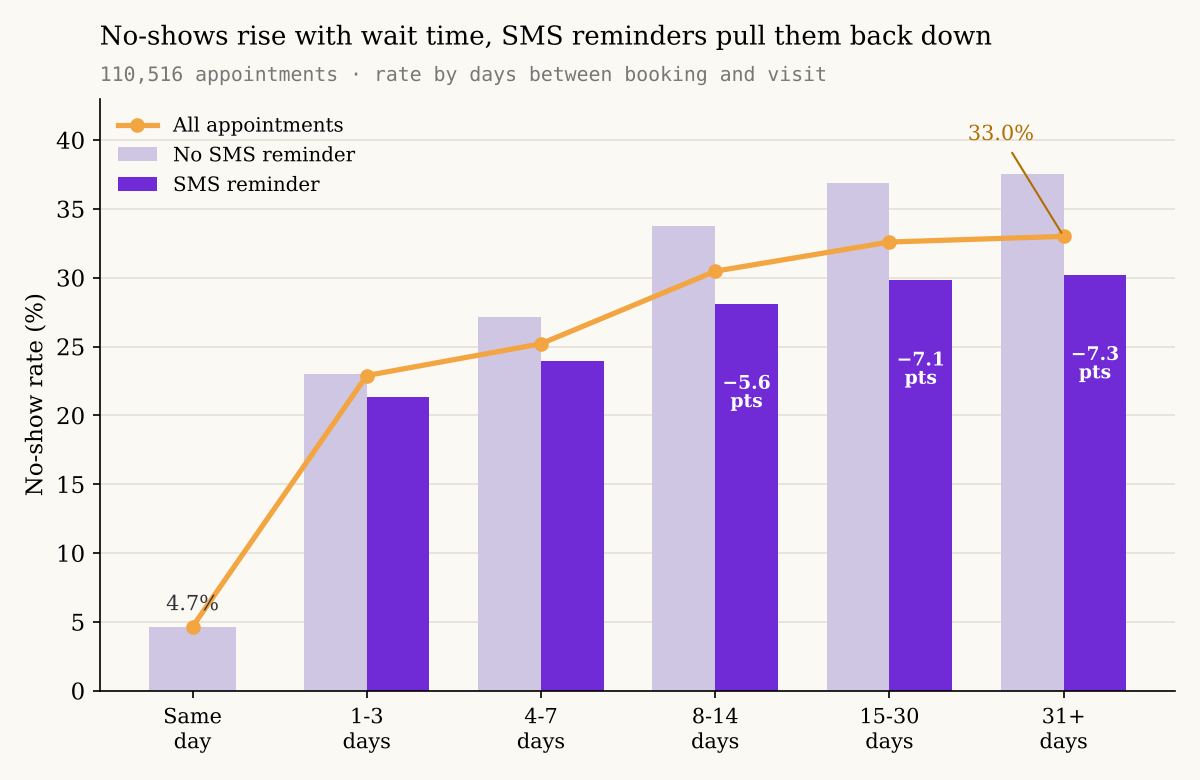 No-shows rise with wait time, SMS reminders pull them back down
110,516 appointments · rate by days between booking and visit
All appointments
No SMS reminder
SMS reminder
No-show rate (%)
40
35
30
25
20
15
10
5
0
4.7%
33.0%
−5.6
pts
−7.1
pts
−7.3
pts
Same
day
1-3
days
4-7
days
8-14
days
15-30
days
31+
days